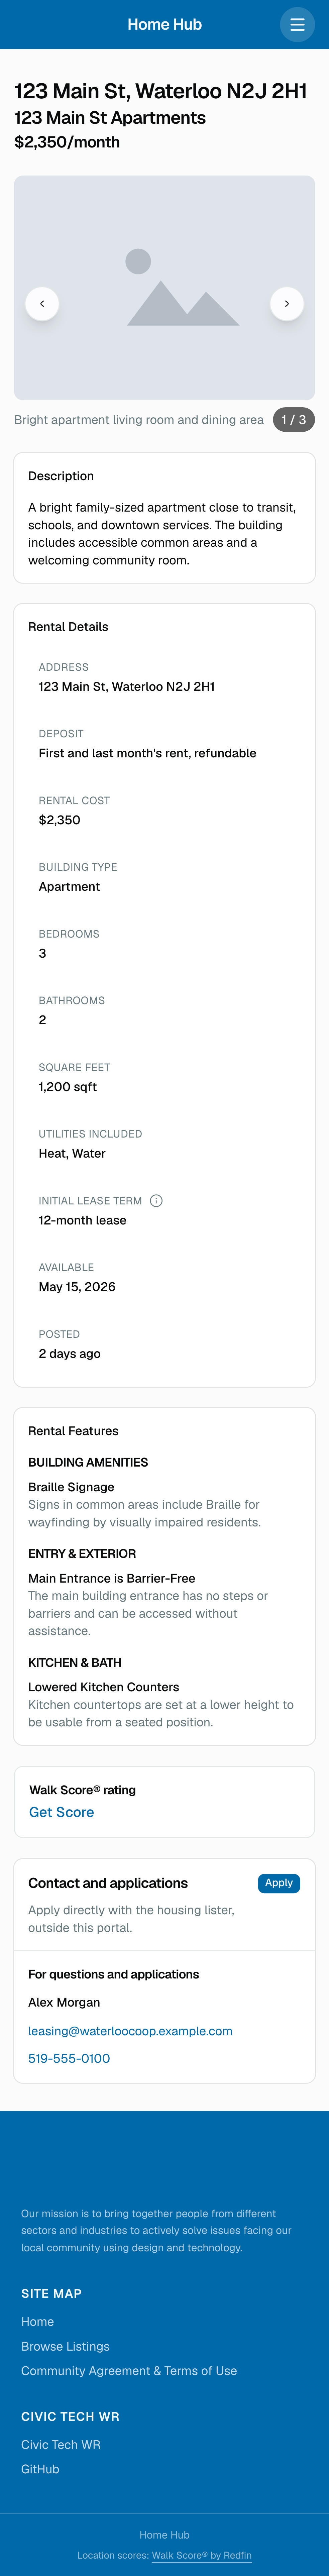 Home Hub
123 Main St, Waterloo N2J 2H1
123 Main St Apartments
$2,350/month
Bright apartment living room and dining area
1 / 3
Description
A bright family-sized apartment close to transit,
schools, and downtown services. The building
includes accessible common areas and a
welcoming community room.
Rental Details
ADDRESS
123 Main St, Waterloo N2J 2H1
DEPOSIT
First and last month's rent, refundable
RENTAL COST
$2,350
BUILDING TYPE
Apartment
BEDROOMS
3
BATHROOMS
2
SQUARE FEET
1,200 sqft
UTILITIES INCLUDED
Heat, Water
INITIAL LEASE TERM
12-month lease
AVAILABLE
May 15, 2026
POSTED
2 days ago
Rental Features
BUILDING AMENITIES
Braille Signage
Signs in common areas include Braille for
wayfinding by visually impaired residents.
ENTRY & EXTERIOR
Main Entrance is Barrier-Free
The main building entrance has no steps or
barriers and can be accessed without
assistance.
KITCHEN & BATH
Lowered Kitchen Counters
Kitchen countertops are set at a lower height to
be usable from a seated position.
Walk Score® rating
Get Score
Contact and applications
Apply
Apply directly with the housing lister,
outside this portal.
For questions and applications
Alex Morgan
leasing@waterloocoop.example.com
519-555-0100
Our mission is to bring together people from different
sectors and industries to actively solve issues facing our
local community using design and technology.
SITE MAP
Home
Browse Listings
Community Agreement & Terms of Use
CIVIC TECH WR
Civic Tech WR
GitHub
Home Hub
Location scores: Walk Score® by Redfin